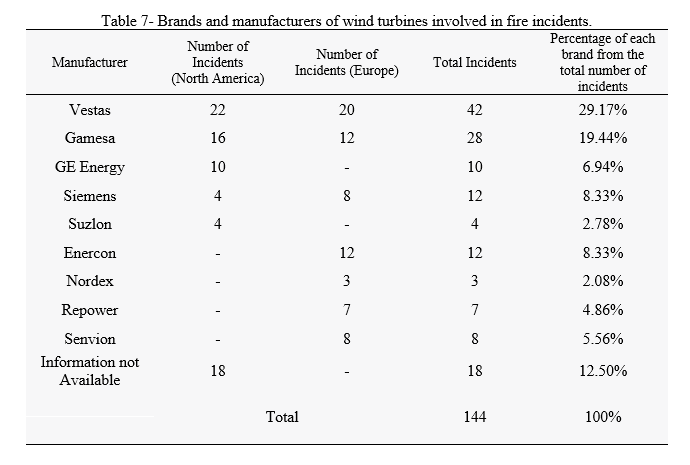 Table 7- Brands and manufacturers of wind turbines involved in fire incidents.
Manufacturer Number of Incidents (North America) Number of Incidents (Europe) Total Incidents Percentage of each brand from the total number of incidents
Vestas 22 20 42 29.17%
Gamesa 16 12 28 19.44%
GE Energy 10 - 10 6.94%
Siemens 4 8 12 8.33%
Suzlon 4 - 4 2.78%
Enercon - 12 12 8.33%
Nordex - 3 3 2.08%
Repower - 7 7 4.86%
Senvion - 8 8 5.56%
Information not Available 18 - 18 12.50%
Total 144 100%